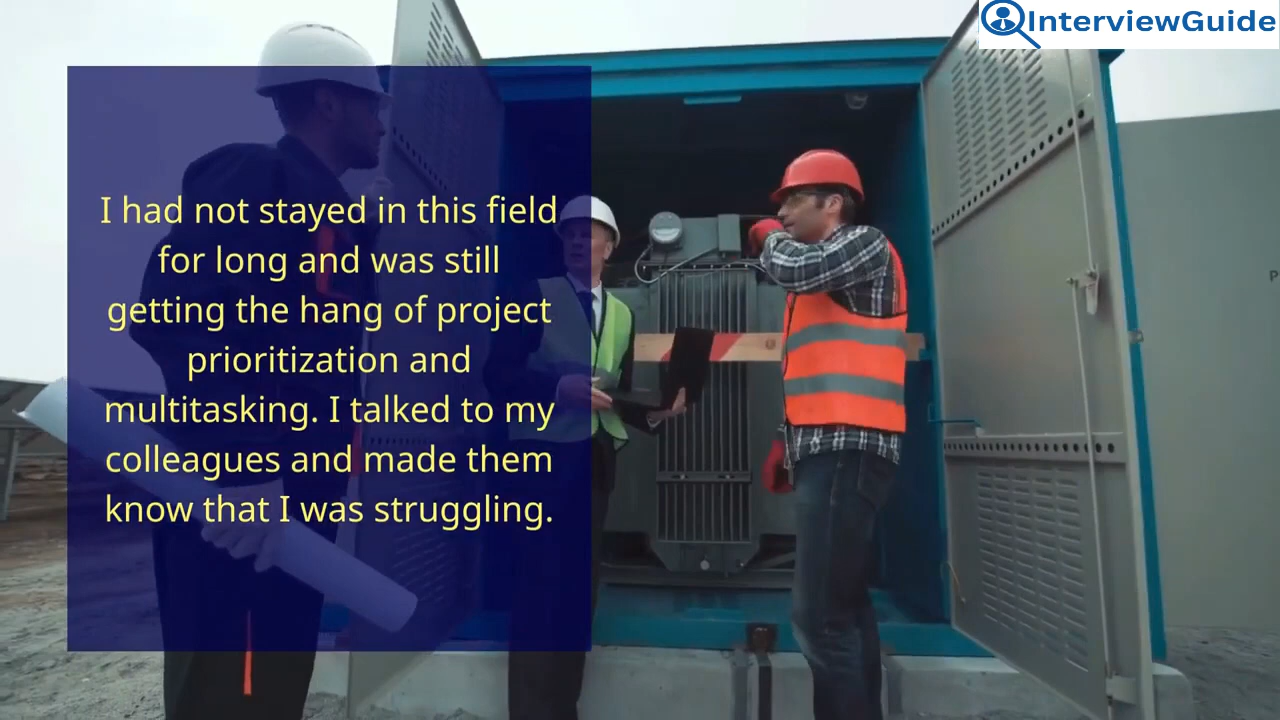 InterviewGuide
I had not stayed in this field
for long and was still
getting the hang of project
prioritization and
multitasking. I talked to my
colleagues and made them
know that I was struggling.
P